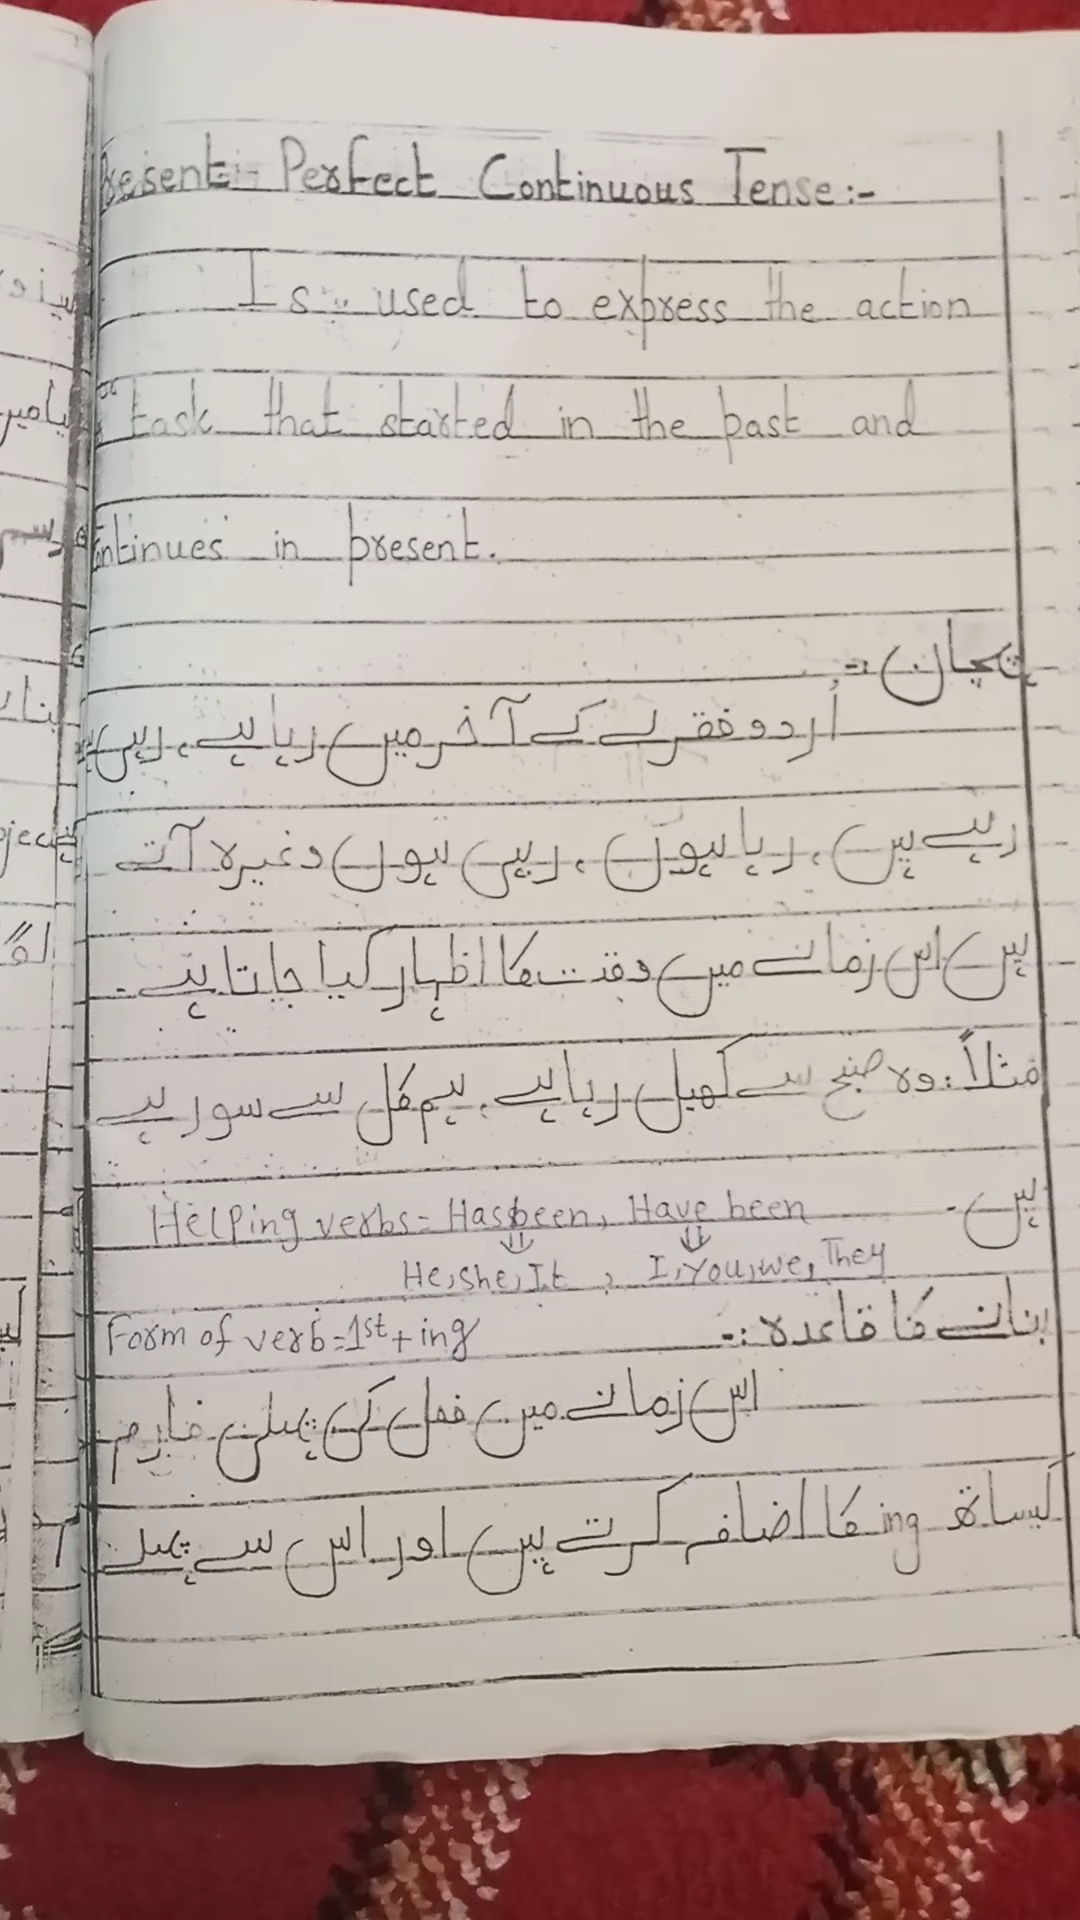 Present:- Perfect Continuous Tense:-
Is used to express the action
or task that started in the past and
continues in present.
پہچان :-
اُردو فقرے کے آخر میں رہا ہے ، رہی ہے
رہے ہیں ، رہا ہوں ، رہی ہوں وغیرہ آتے
ہیں اس زمانے میں وقت کا اظہار کیا جاتا ہے -
مثلاً : وہ صبح سے کھیل رہا ہے ، ہم کل سے سو رہے
ہیں -
Helping verbs = Has been, Have been
He, she, It , I, You, we, They
بنانے کا قاعدہ :-
Form of verb = 1st + ing
اس زمانے میں فعل کی پہلی فارم
کیساتھ ing کا اضافہ کرتے ہیں اور اس سے پہلے